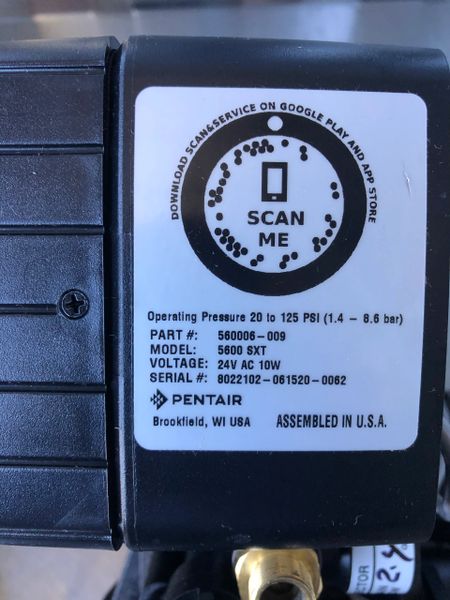 DOWNLOAD SCAN&SERVICE ON GOOGLE PLAY AND APP STORE
SCAN
ME
Operating Pressure 20 to 125 PSI (1.4 - 8.6 bar)
PART #: 560006-009
MODEL: 5600 SXT
VOLTAGE: 24V AC 10W
SERIAL #: 8022102-061520-0062
PENTAIR
Brookfield, WI USA ASSEMBLED IN U.S.A.